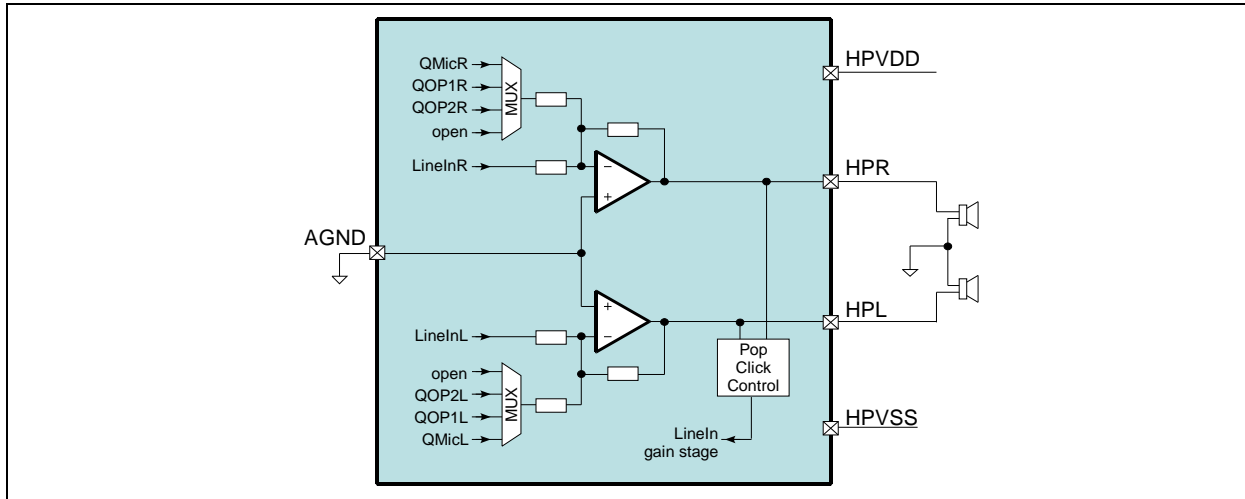 HPVDD
QMicR
QOP1R
QOP2R
open
MUX
LineInR
−
+
HPR
AGND
+
−
HPL
LineInL
open
QOP2L
QOP1L
QMicL
MUX
Pop
Click
Control
LineIn
gain stage
HPVSS